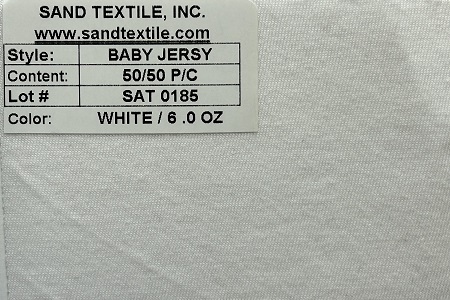 SAND TEXTILE, INC.
www.sandtextile.com
Style: BABY JERSY
Content: 50/50 P/C
Lot # SAT 0185
Color: WHITE / 6 .0 OZ